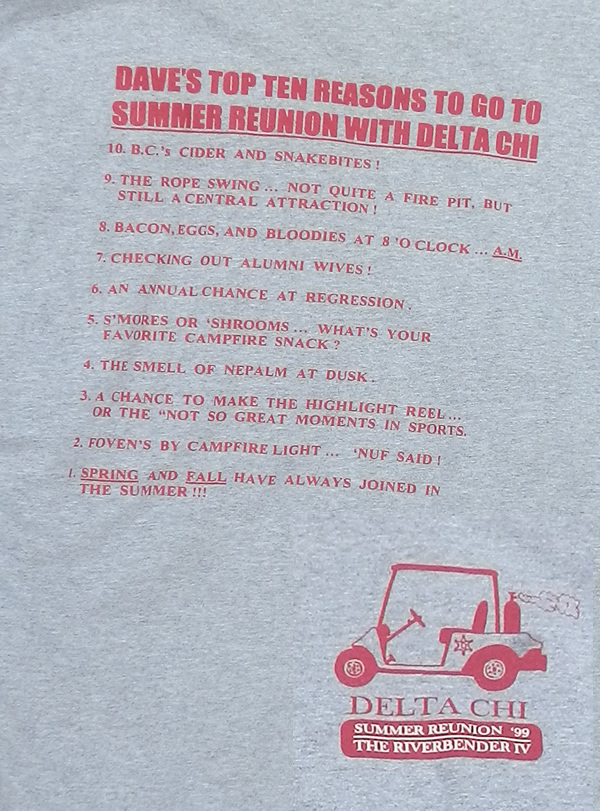 DAVE'S TOP TEN REASONS TO GO TO
SUMMER REUNION WITH DELTA CHI
10. B.C.'s CIDER AND SNAKEBITES !
9. THE ROPE SWING ... NOT QUITE A FIRE PIT, BUT
STILL A CENTRAL ATTRACTION !
8. BACON, EGGS, AND BLOODIES AT 8 'O CLOCK ... A.M.
7. CHECKING OUT ALUMNI WIVES !
6. AN ANNUAL CHANCE AT REGRESSION .
5. S'MORES OR 'SHROOMS ... WHAT'S YOUR
FAVORITE CAMPFIRE SNACK ?
4. THE SMELL OF NEPALM AT DUSK .
3. A CHANCE TO MAKE THE HIGHLIGHT REEL ...
OR THE "NOT SO GREAT MOMENTS IN SPORTS.
2. FOVEN'S BY CAMPFIRE LIGHT ... 'NUF SAID !
1. SPRING AND FALL HAVE ALWAYS JOINED IN
THE SUMMER !!!
DELTA CHI
SUMMER REUNION '99
THE RIVERBENDER IV